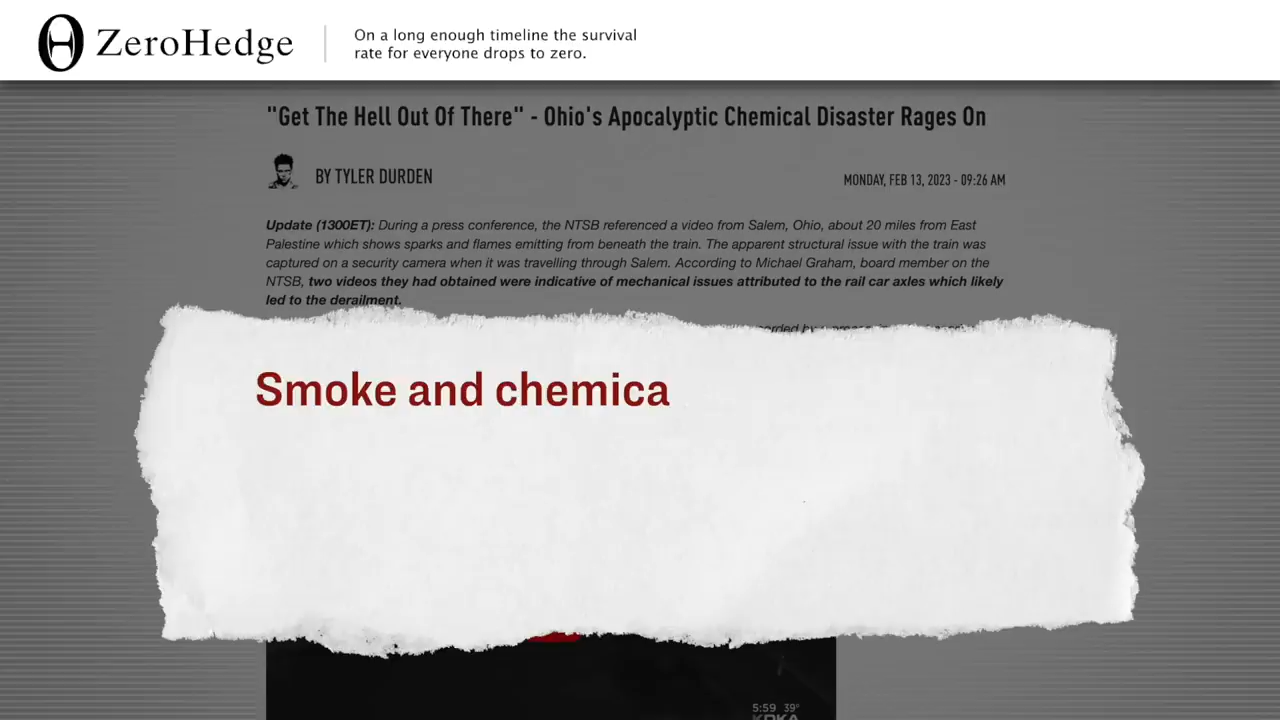 ZeroHedge
On a long enough timeline the survival
rate for everyone drops to zero.
"Get The Hell Out Of There" - Ohio's Apocalyptic Chemical Disaster Rages On
BY TYLER DURDEN
MONDAY, FEB 13, 2023 - 09:26 AM
Update (1300ET): During a press conference, the NTSB referenced a video from Salem, Ohio, about 20 miles from East
Palestine which shows sparks and flames emitting from beneath the train. The apparent structural issue with the train was
captured on a security camera when it was travelling through Salem. According to Michael Graham, board member on the
NTSB, two videos they had obtained were indicative of mechanical issues attributed to the rail car axles which likely
led to the derailment.
Smoke and chemica
5:59 39°
KDKA